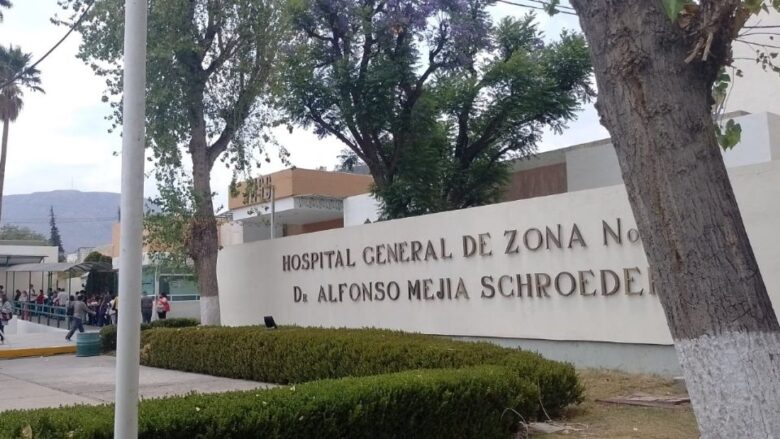 HOSPITAL GENERAL DE ZONA No
DR ALFONSO MEJIA SCHROEDER